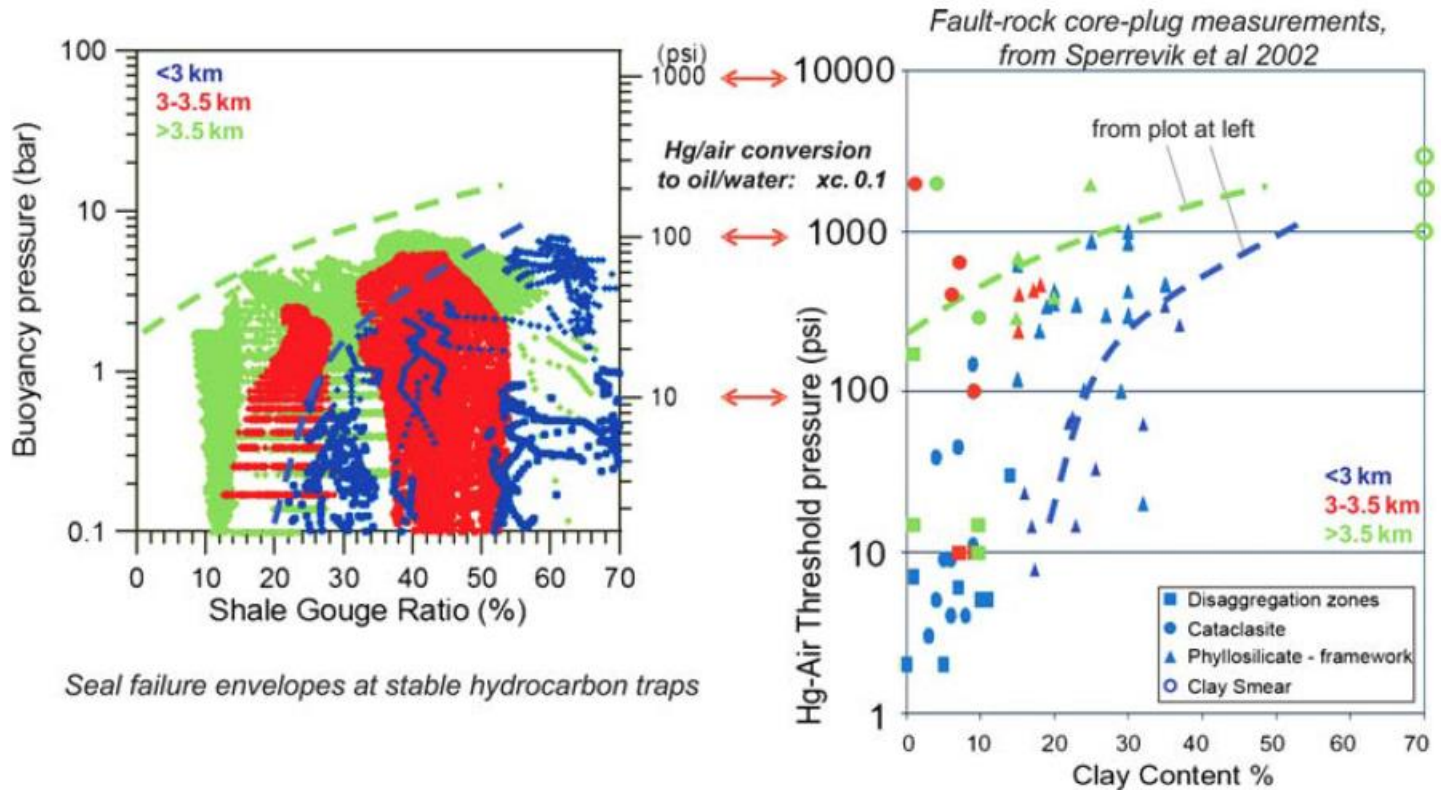 100
10
1
0.1
Buoyancy pressure (bar)
<3 km
3-3.5 km
>3.5 km
0
10
20
30
40
50
60
70
Shale Gouge Ratio (%)
(psi)
1000
100
10
Seal failure envelopes at stable hydrocarbon traps
Hg/air conversion
to oil/water: xc. 0.1
Fault-rock core-plug measurements,
from Sperrevik et al 2002
10000
1000
100
10
1
Hg-Air Threshold pressure (psi)
from plot at left
<3 km
3-3.5 km
>3.5 km
Disaggregation zones
Cataclasite
Phyllosilicate - framework
Clay Smear
0
10
20
30
40
50
60
70
Clay Content %